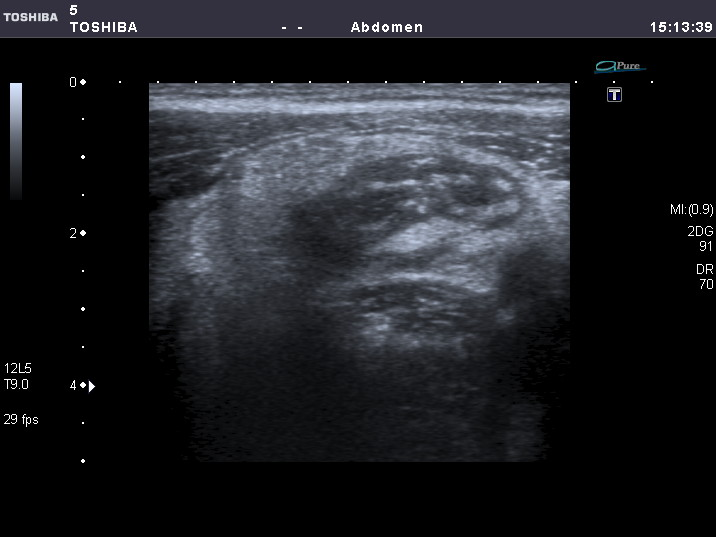 TOSHIBA
5
TOSHIBA
- -
Abdomen
15:13:39
Pure
T
0
2
4
MI:(0.9)
2DG
91
DR
70
12L5
T9.0
29 fps